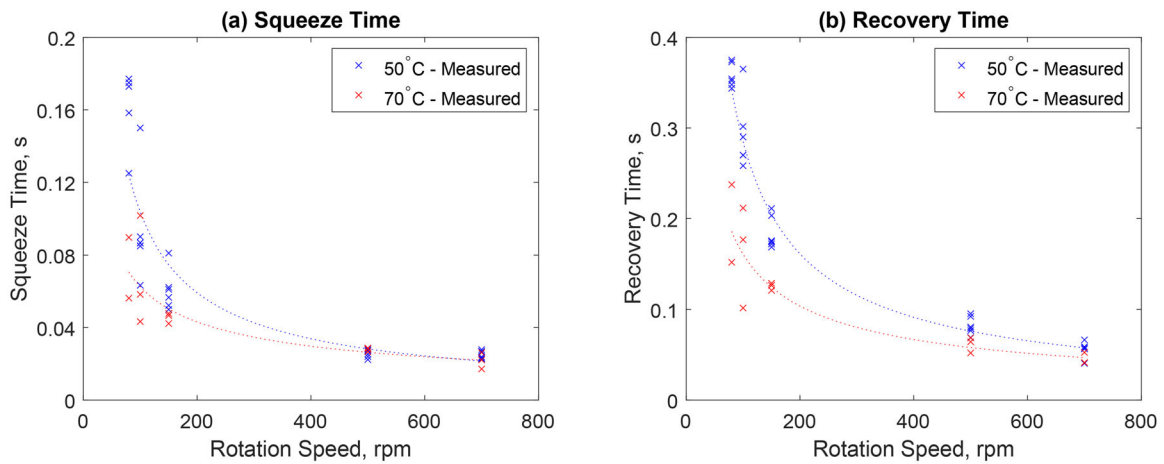 (a) Squeeze Time
0.2
0.16
0.12
0.08
0.04
0
0 200 400 600 800
Squeeze Time, s
Rotation Speed, rpm
50°C - Measured
70°C - Measured
(b) Recovery Time
0.4
0.3
0.2
0.1
0
0 200 400 600 800
Recovery Time, s
Rotation Speed, rpm
50°C - Measured
70°C - Measured